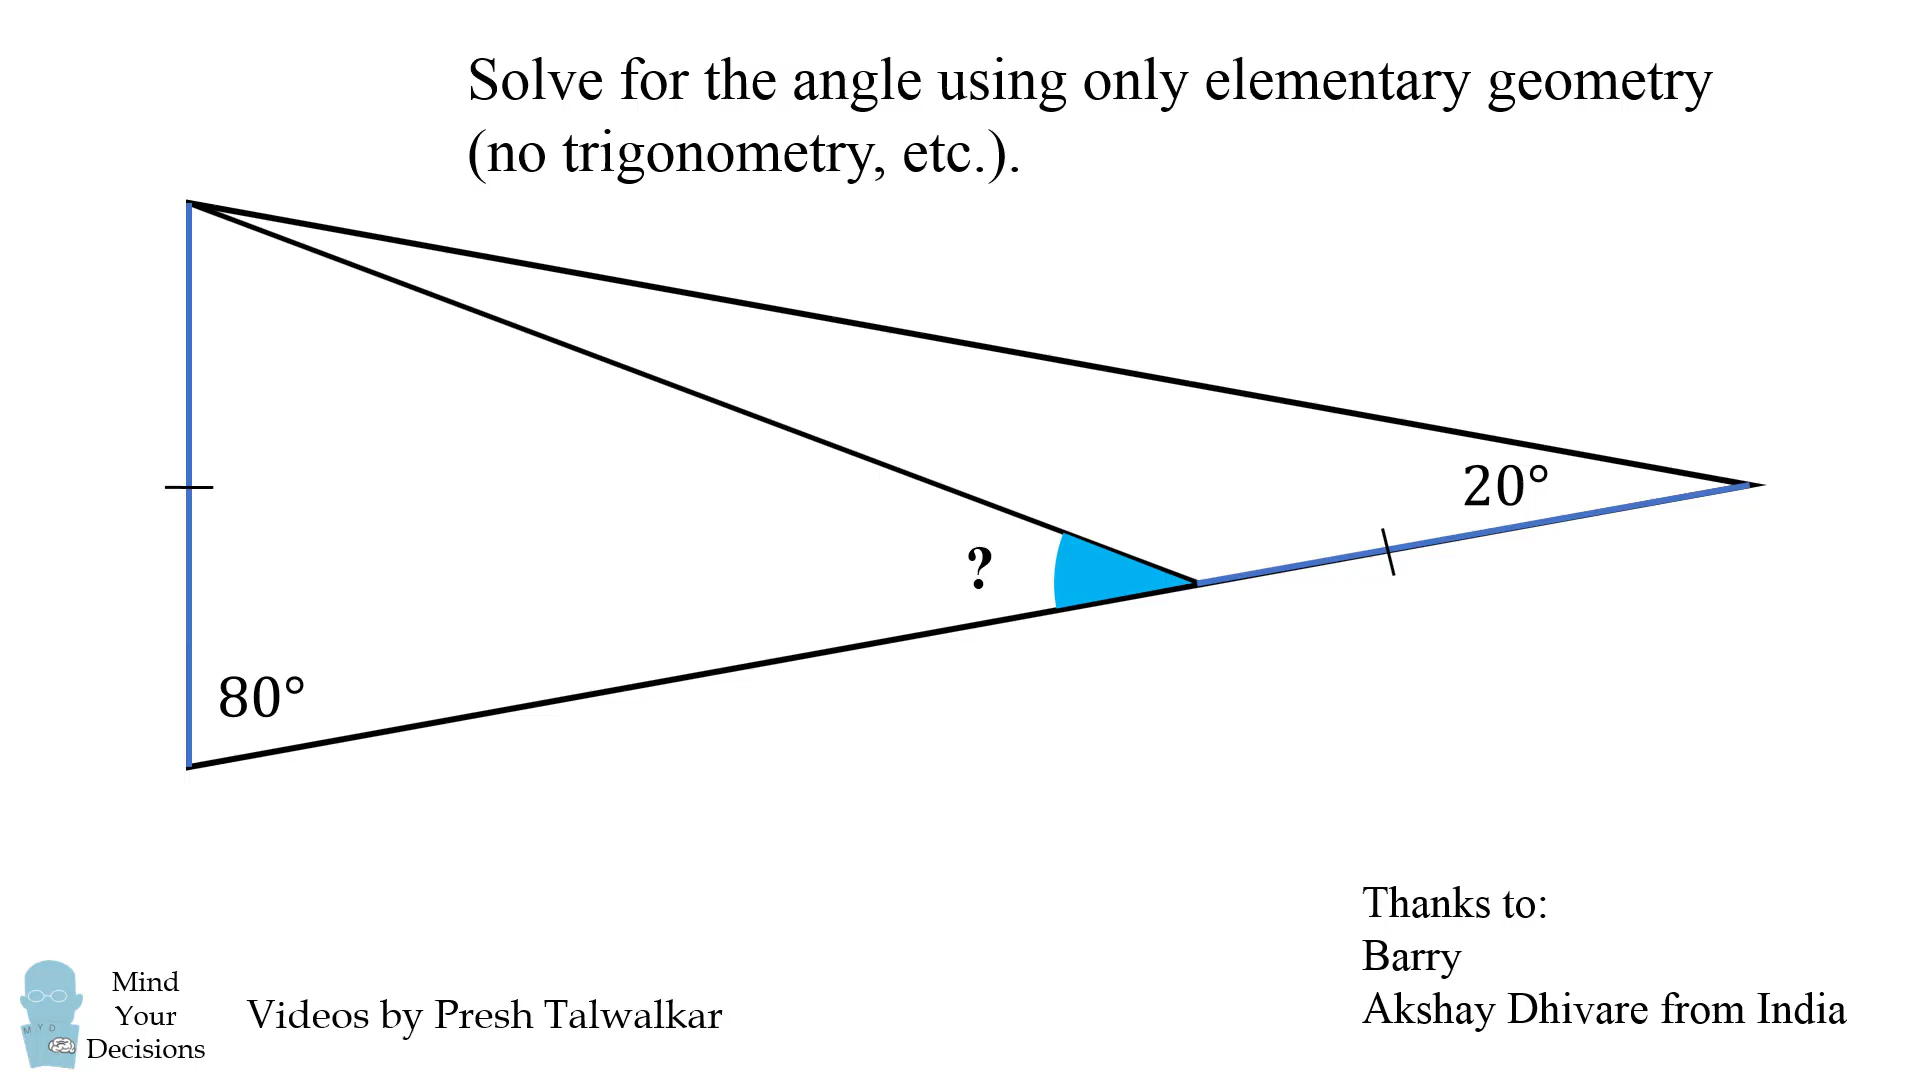 Solve for the angle using only elementary geometry
(no trigonometry, etc.).
20°
?
80°
Thanks to:
Barry
Akshay Dhivare from India
Mind
Your
Decisions
M Y D
Videos by Presh Talwalkar